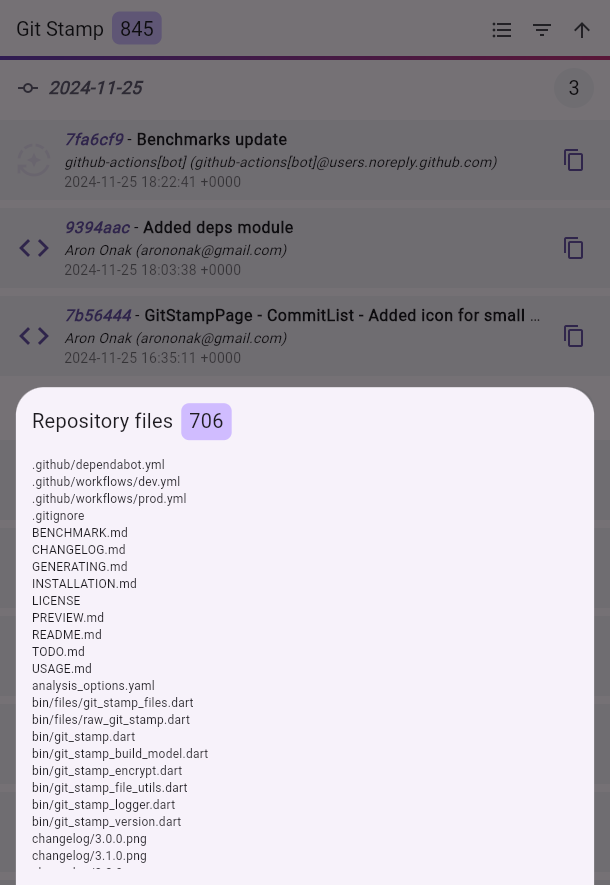 Git Stamp 845
2024-11-25 3
7fa6cf9 - Benchmarks update
github-actions[bot] (github-actions[bot]@users.noreply.github.com)
2024-11-25 18:22:41 +0000
9394aac - Added deps module
Aron Onak (arononak@gmail.com)
2024-11-25 18:03:38 +0000
7b56444 - GitStampPage - CommitList - Added icon for small ...
Aron Onak (arononak@gmail.com)
2024-11-25 16:35:11 +0000
Repository files 706
.github/dependabot.yml
.github/workflows/dev.yml
.github/workflows/prod.yml
.gitignore
BENCHMARK.md
CHANGELOG.md
GENERATING.md
INSTALLATION.md
LICENSE
PREVIEW.md
README.md
TODO.md
USAGE.md
analysis_options.yaml
bin/files/git_stamp_files.dart
bin/files/raw_git_stamp.dart
bin/git_stamp.dart
bin/git_stamp_build_model.dart
bin/git_stamp_encrypt.dart
bin/git_stamp_file_utils.dart
bin/git_stamp_logger.dart
bin/git_stamp_version.dart
changelog/3.0.0.png
changelog/3.1.0.png